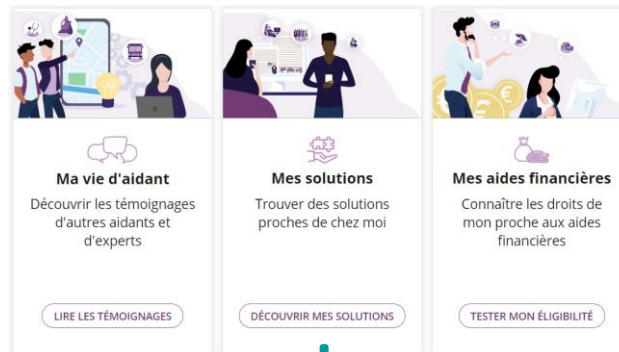 Ma vie d'aidant
Découvrir les témoignages
d'autres aidants et
d'experts
LIRE LES TÉMOIGNAGES
Mes solutions
Trouver des solutions
proches de chez moi
DÉCOUVRIR MES SOLUTIONS
Mes aides financières
Connaître les droits de
mon proche aux aides
financières
TESTER MON ÉLIGIBILITÉ